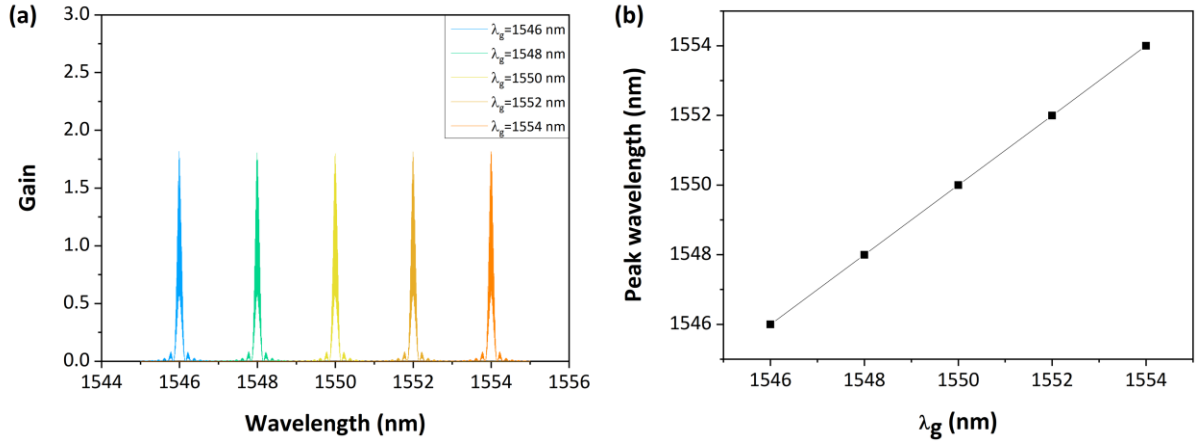 (a)
3.0
2.5
2.0
1.5
1.0
0.5
0.0
Gain
λg=1546 nm
λg=1548 nm
λg=1550 nm
λg=1552 nm
λg=1554 nm
1544 1546 1548 1550 1552 1554 1556
Wavelength (nm)
(b)
1554
1552
1550
1548
1546
Peak wavelength (nm)
1546 1548 1550 1552 1554
λg (nm)